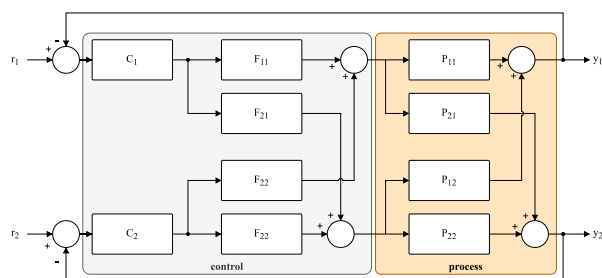 -
+
r1
C1
F11
+
+
P11
+
+
y1
F21
P21
F22
P12
r2
+
-
C2
F22
+
+
P22
+
+
y2
control
process